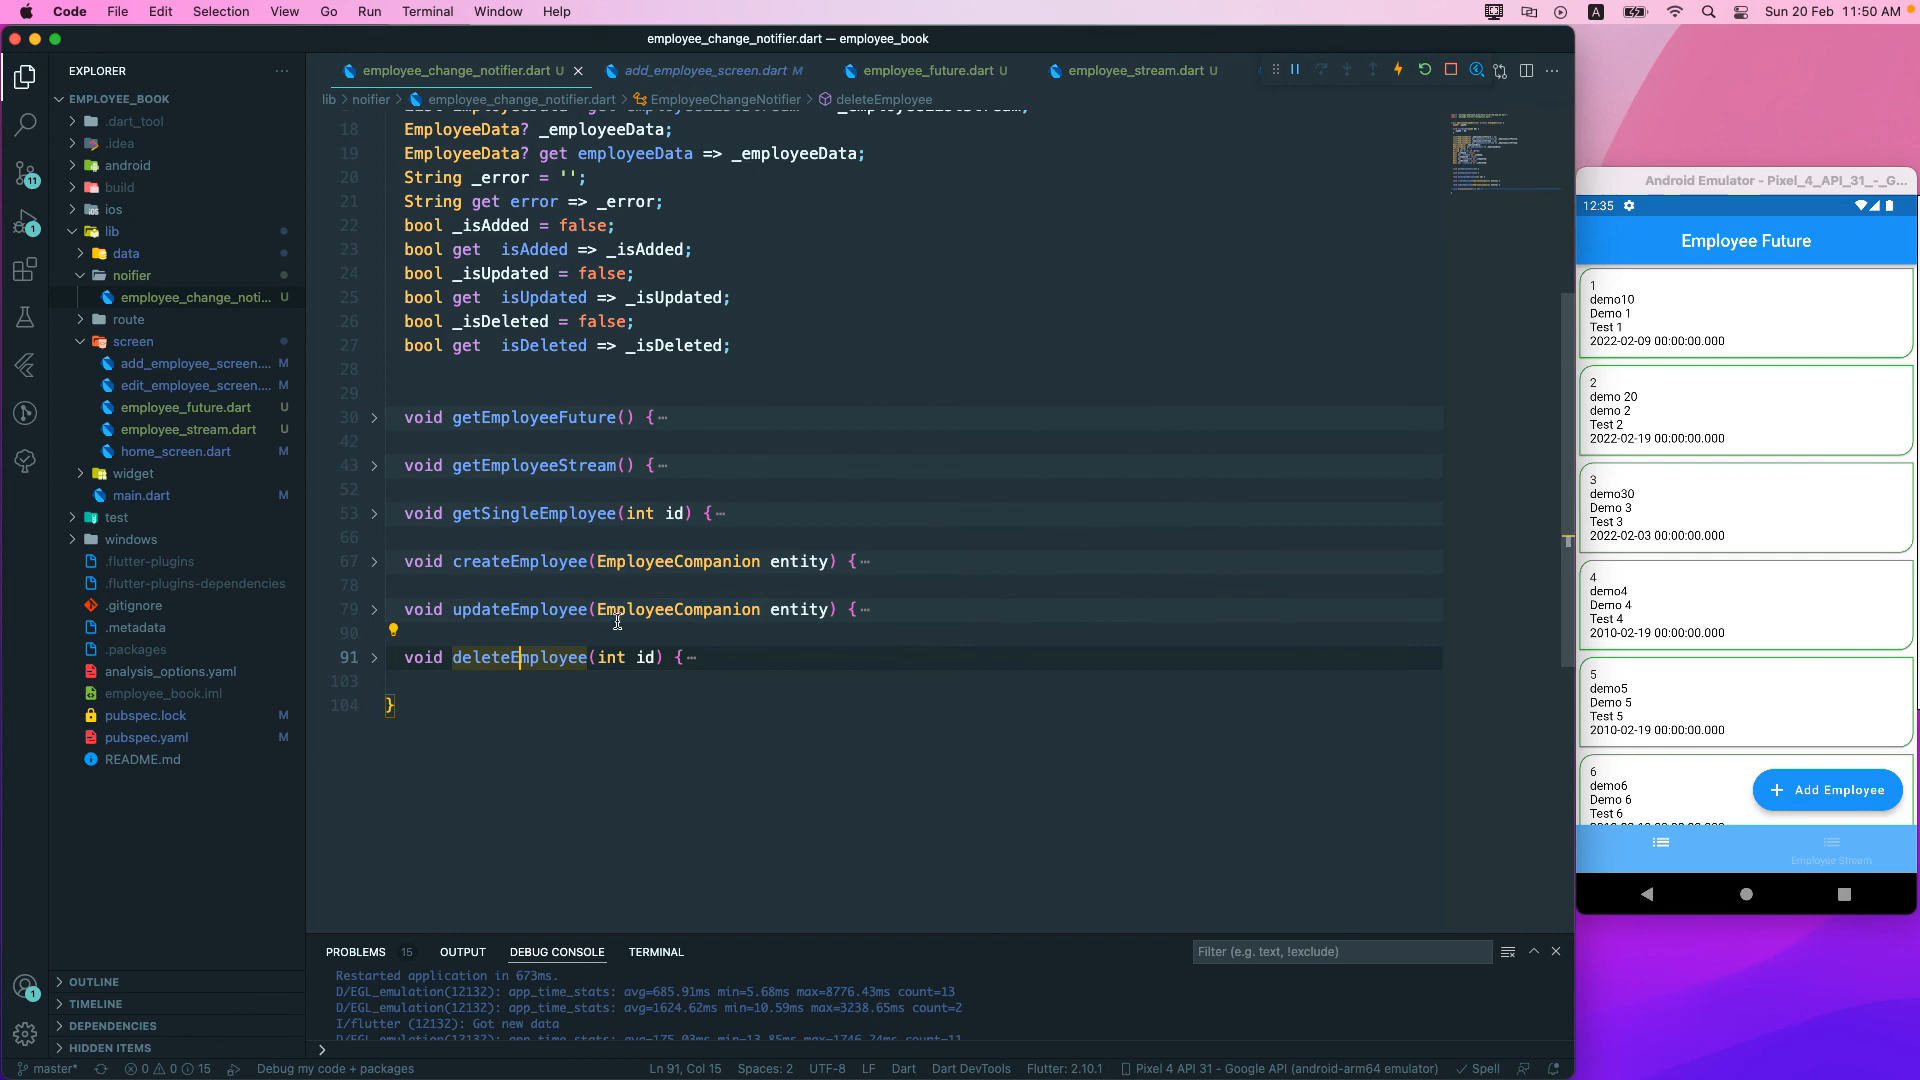 Code File Edit Selection View Go Run Terminal Window Help A Sun 20 Feb 11:50 AM
employee_change_notifier.dart — employee_book
EXPLORER
employee_change_notifier.dart U
add_employee_screen.dart M
employee_future.dart U
employee_stream.dart U
lib > noifier > employee_change_notifier.dart > EmployeeChangeNotifier > deleteEmployee
EMPLOYEE_BOOK
.dart_tool
.idea
android
build
ios
lib
data
noifier
employee_change_noti... U
route
screen
add_employee_screen.... M
edit_employee_screen.... M
employee_future.dart U
employee_stream.dart U
home_screen.dart M
widget
main.dart M
test
windows
.flutter-plugins
.flutter-plugins-dependencies
.gitignore
.metadata
.packages
analysis_options.yaml
employee_book.iml
pubspec.lock M
pubspec.yaml M
README.md
OUTLINE
TIMELINE
DEPENDENCIES
HIDDEN ITEMS
11
1
1
18 EmployeeData? _employeeData;
19 EmployeeData? get employeeData => _employeeData;
20 String _error = '';
21 String get error => _error;
22 bool _isAdded = false;
23 bool get  isAdded => _isAdded;
24 bool _isUpdated = false;
25 bool get  isUpdated => _isUpdated;
26 bool _isDeleted = false;
27 bool get  isDeleted => _isDeleted;
28
29
30 void getEmployeeFuture() {⋯
42
43 void getEmployeeStream() {⋯
52
53 void getSingleEmployee(int id) {⋯
66
67 void createEmployee(EmployeeCompanion entity) {⋯
78
79 void updateEmployee(EmployeeCompanion entity) {⋯
90
91 void deleteEmployee(int id) {⋯
103
104 }
PROBLEMS 15 OUTPUT DEBUG CONSOLE TERMINAL
Filter (e.g. text, !exclude)
Restarted application in 673ms.
D/EGL_emulation(12132): app_time_stats: avg=685.91ms min=5.68ms max=8776.43ms count=13
D/EGL_emulation(12132): app_time_stats: avg=1624.62ms min=10.59ms max=3238.65ms count=2
I/flutter (12132): Got new data
D/EGL_emulation(12132): app_time_stats: avg=175.03ms min=13.85ms max=1746.24ms count=11
master* 0 0 15 Debug my code + packages Ln 91, Col 15 Spaces: 2 UTF-8 LF Dart Dart DevTools Flutter: 2.10.1 Pixel 4 API 31 - Google API (android-arm64 emulator) Spell
Android Emulator - Pixel_4_API_31_-_G...
12:35
Employee Future
1
demo10
Demo 1
Test 1
2022-02-09 00:00:00.000
2
demo 20
demo 2
Test 2
2022-02-19 00:00:00.000
3
demo30
Demo 3
Test 3
2022-02-03 00:00:00.000
4
demo4
Demo 4
Test 4
2010-02-19 00:00:00.000
5
demo5
Demo 5
Test 5
2010-02-19 00:00:00.000
6
demo6
Demo 6
Test 6
+ Add Employee
Employee Stream